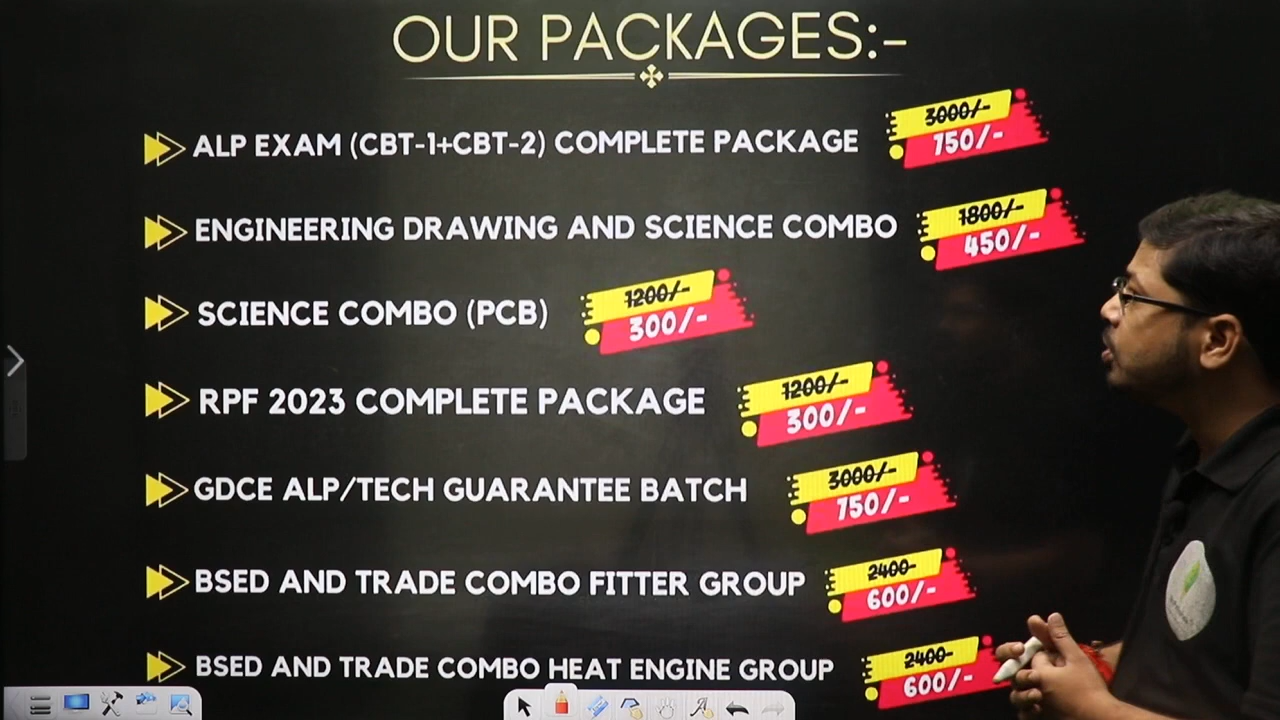 OUR PACKAGES:-
ALP EXAM (CBT-1+CBT-2) COMPLETE PACKAGE 3000/- 750/-
ENGINEERING DRAWING AND SCIENCE COMBO 1800/- 450/-
SCIENCE COMBO (PCB) 1200/- 300/-
RPF 2023 COMPLETE PACKAGE 1200/- 300/-
GDCE ALP/TECH GUARANTEE BATCH 3000/- 750/-
BSED AND TRADE COMBO FITTER GROUP 2400- 600/-
BSED AND TRADE COMBO HEAT ENGINE GROUP 2400- 600/-